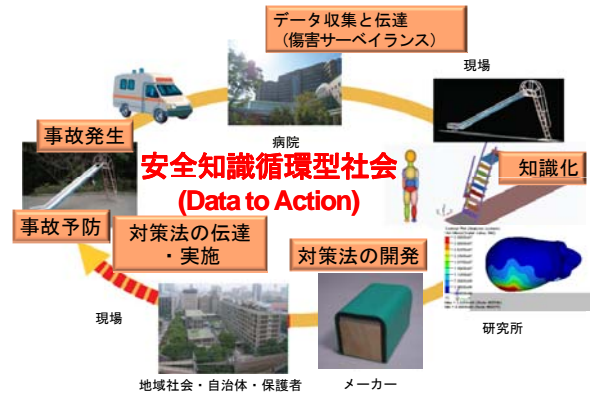 データ収集と伝達
(傷害サーベイランス)
現場
病院
事故発生
安全知識循環型社会
(Data to Action)
知識化
事故予防
対策法の伝達
・実施
対策法の開発
現場
研究所
地域社会・自治体・保護者
メーカー